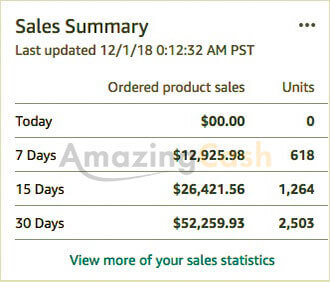 Sales Summary
Last updated 12/1/18 0:12:32 AM PST
Ordered product sales Units
Today $00.00 0
7 Days $12,925.98 618
AmazingCash
15 Days $26,421.56 1,264
30 Days $52,259.93 2,503
View more of your sales statistics